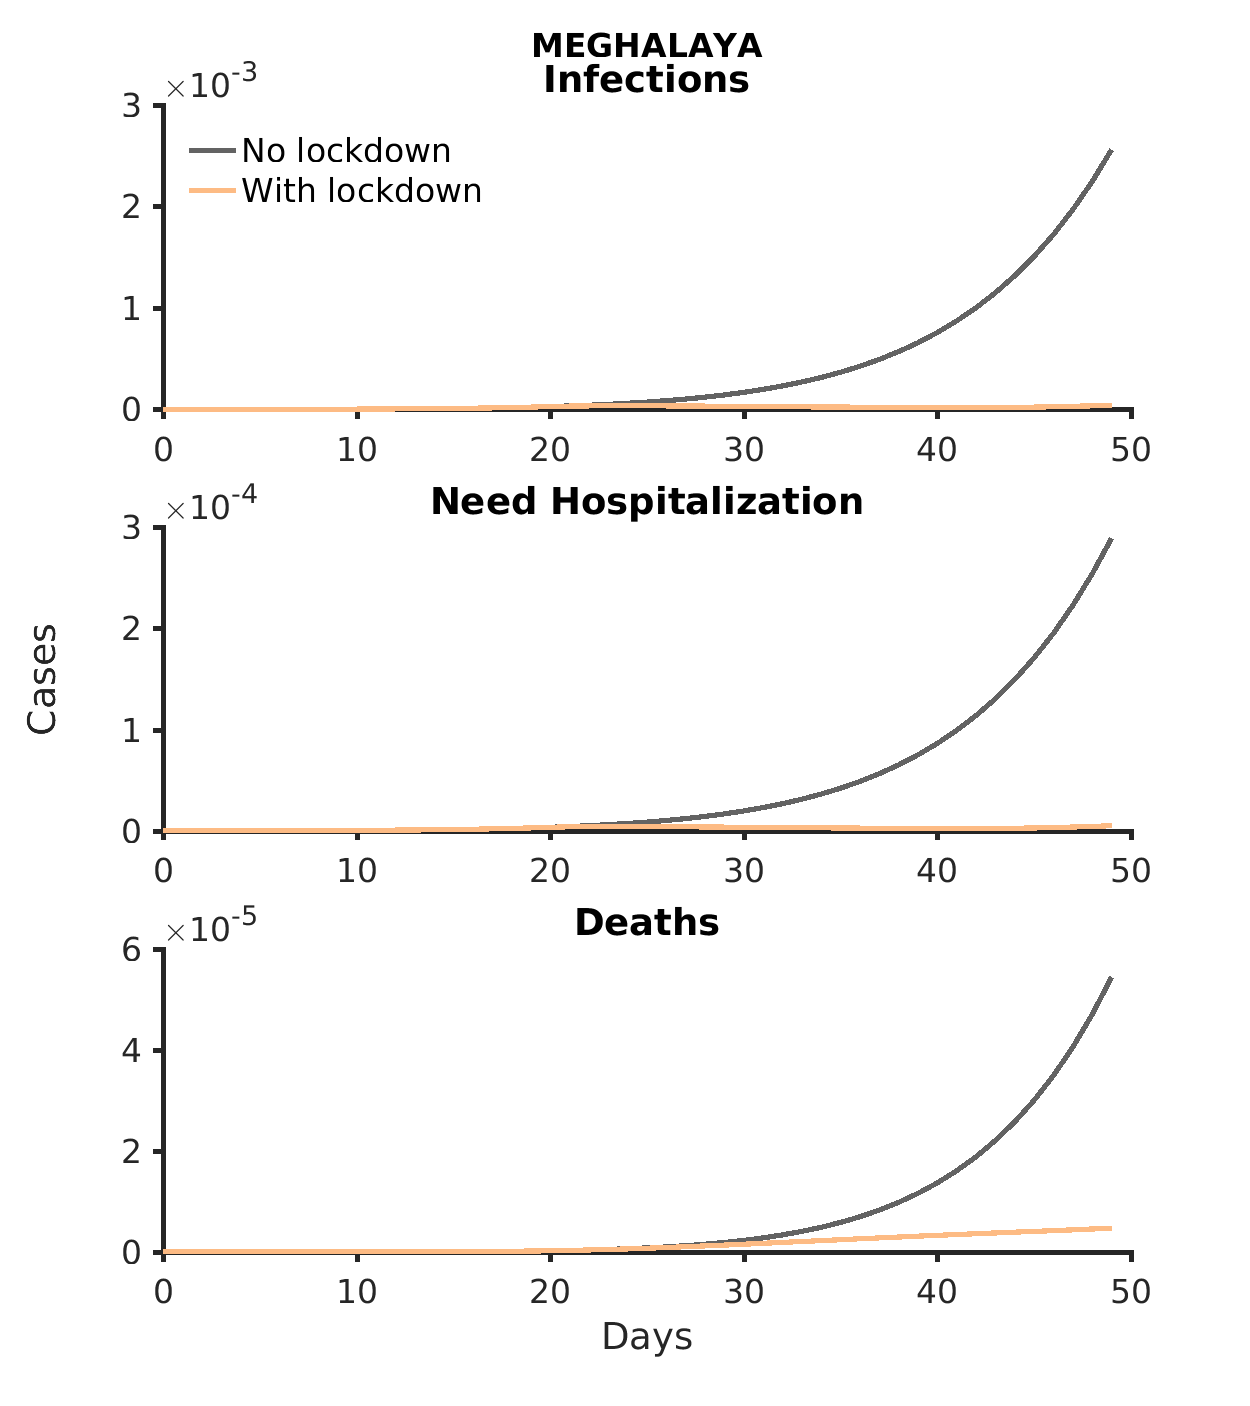 MEGHALAYA
Infections
×10⁻³
3
2
1
0
No lockdown
With lockdown
0 10 20 30 40 50
Need Hospitalization
×10⁻⁴
3
2
1
0
0 10 20 30 40 50
Cases
Deaths
×10⁻⁵
6
4
2
0
0 10 20 30 40 50
Days